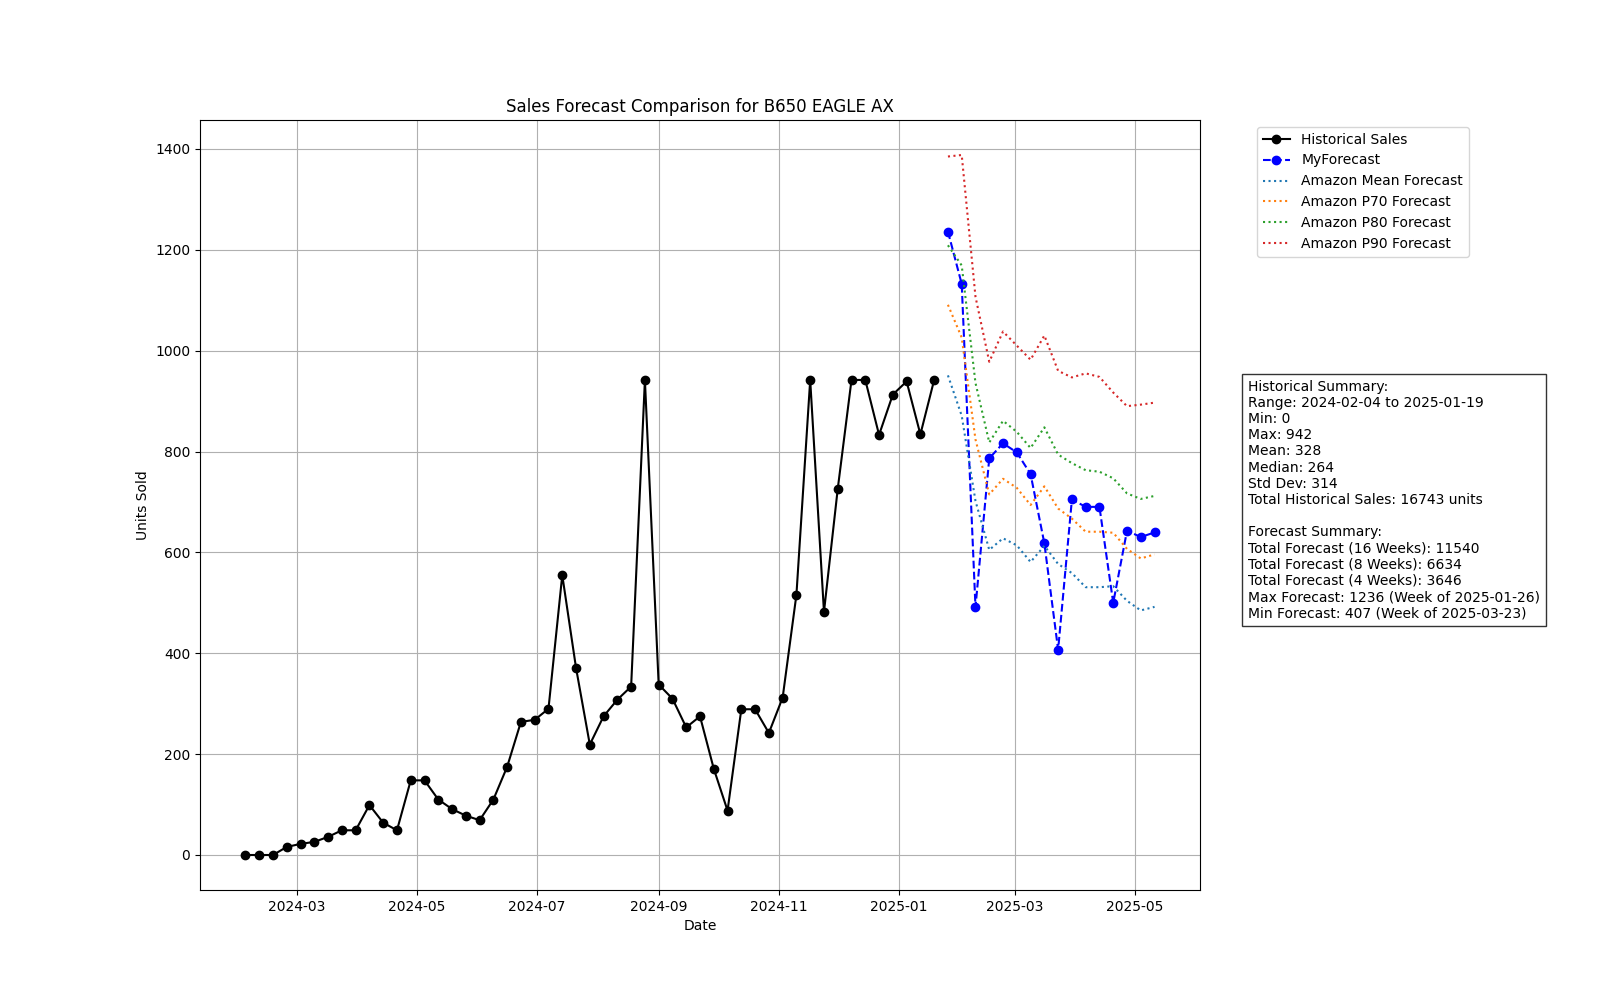 Sales Forecast Comparison for B650 EAGLE AX
1400
1200
1000
800
600
400
200
0
Units Sold
2024-03
2024-05
2024-07
2024-09
2024-11
2025-01
2025-03
2025-05
Date
Historical Sales
MyForecast
Amazon Mean Forecast
Amazon P70 Forecast
Amazon P80 Forecast
Amazon P90 Forecast
Historical Summary:
Range: 2024-02-04 to 2025-01-19
Min: 0
Max: 942
Mean: 328
Median: 264
Std Dev: 314
Total Historical Sales: 16743 units
Forecast Summary:
Total Forecast (16 Weeks): 11540
Total Forecast (8 Weeks): 6634
Total Forecast (4 Weeks): 3646
Max Forecast: 1236 (Week of 2025-01-26)
Min Forecast: 407 (Week of 2025-03-23)